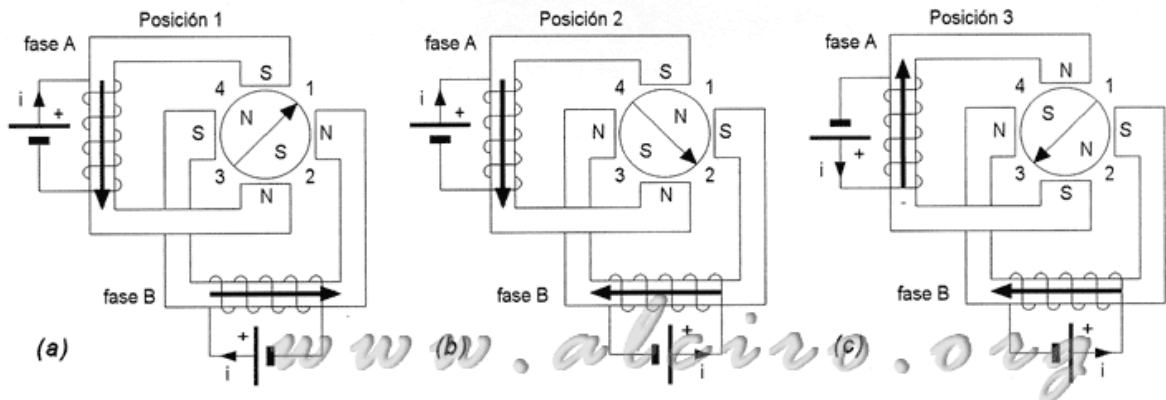 Posición 1
fase A
i
+
S
4
1
N
S
N
S
3
2
N
fase B
+
i
(a)
Posición 2
fase A
i
+
S
4
1
N
N
S
S
3
2
N
fase B
+
i
(b)
Posición 3
fase A
+
i
-
N
4
1
N
S
S
N
3
2
S
fase B
+
i
(c)
www.alciro.org